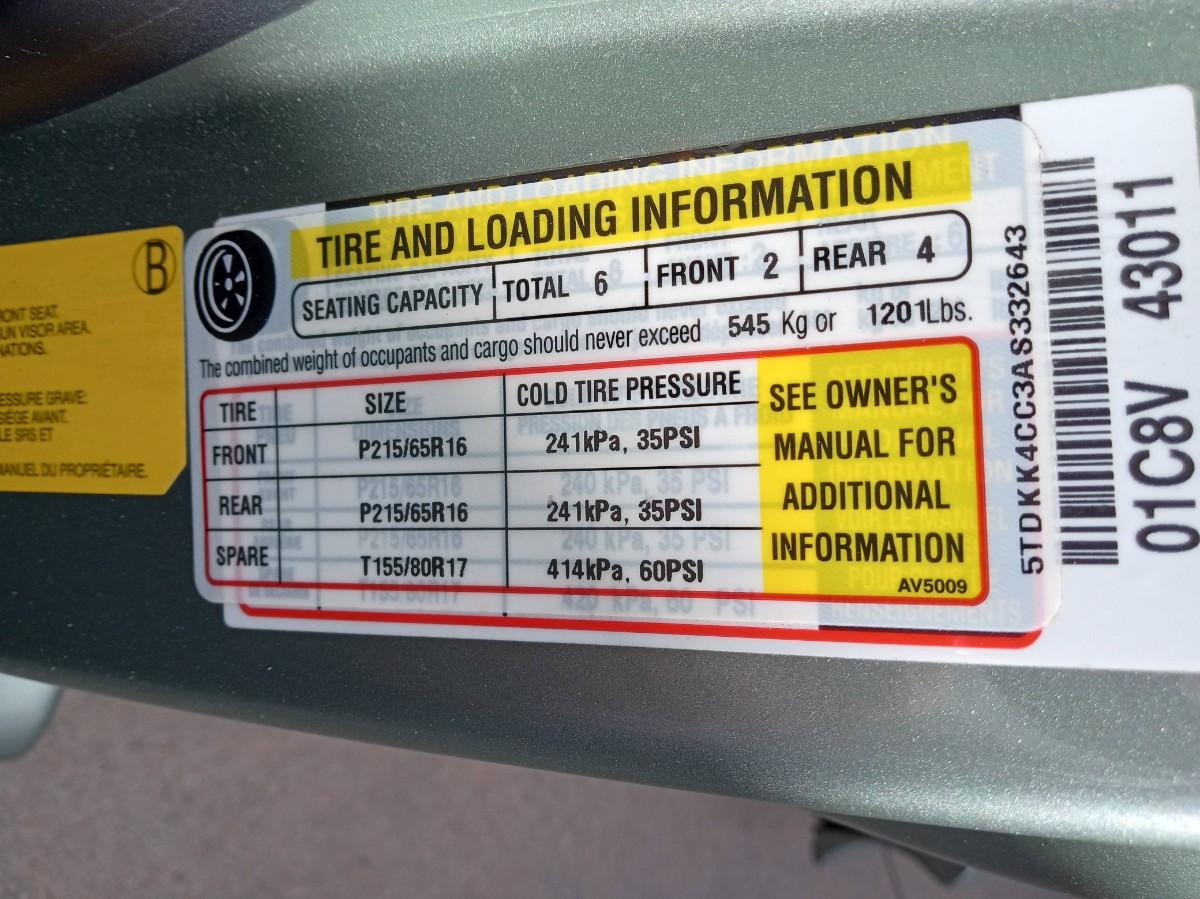 B
RONT SEAT.
UN VISOR AREA.
NATIONS.
ESSURE GRAVE:
SIÈGE AVANT.
LE SRS ET
MANUEL DU PROPRIÉTAIRE.
TIRE AND LOADING INFORMATION
SEATING CAPACITY TOTAL 6 FRONT 2 REAR 4
The combined weight of occupants and cargo should never exceed 545 Kg or 1201Lbs.
TIRE SIZE COLD TIRE PRESSURE
FRONT P215/65R16 241kPa, 35PSI
REAR P215/65R16 241kPa, 35PSI
SPARE T155/80R17 414kPa, 60PSI
SEE OWNER'S
MANUAL FOR
ADDITIONAL
INFORMATION
AV5009
5TDKK4CC3AS332643
01C8V 43011